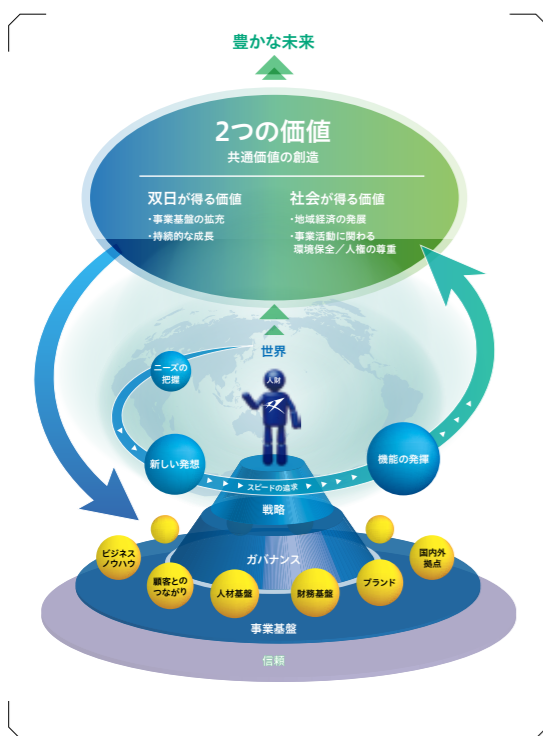 豊かな未来
2つの価値
共通価値の創造
双日が得る価値
・事業基盤の拡充
・持続的な成長
社会が得る価値
・地域経済の発展
・事業活動に関わる
環境保全／人権の尊重
世界
ニーズの
把握
人財
新しい発想
スピードの追求
機能の発揮
戦略
ガバナンス
ビジネス
ノウハウ
顧客との
つながり
人材基盤
財務基盤
ブランド
国内外
拠点
事業基盤
信頼